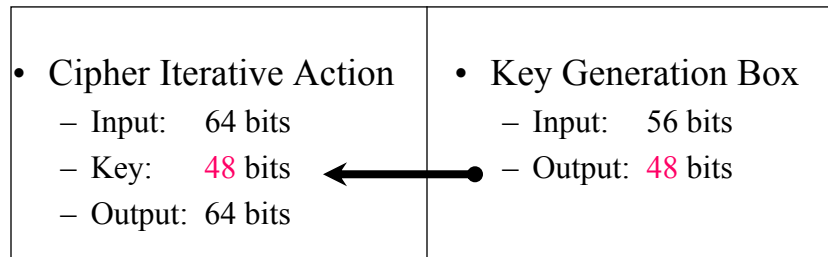 • Cipher Iterative Action
– Input: 64 bits
– Key: 48 bits
– Output: 64 bits
• Key Generation Box
– Input: 56 bits
– Output: 48 bits